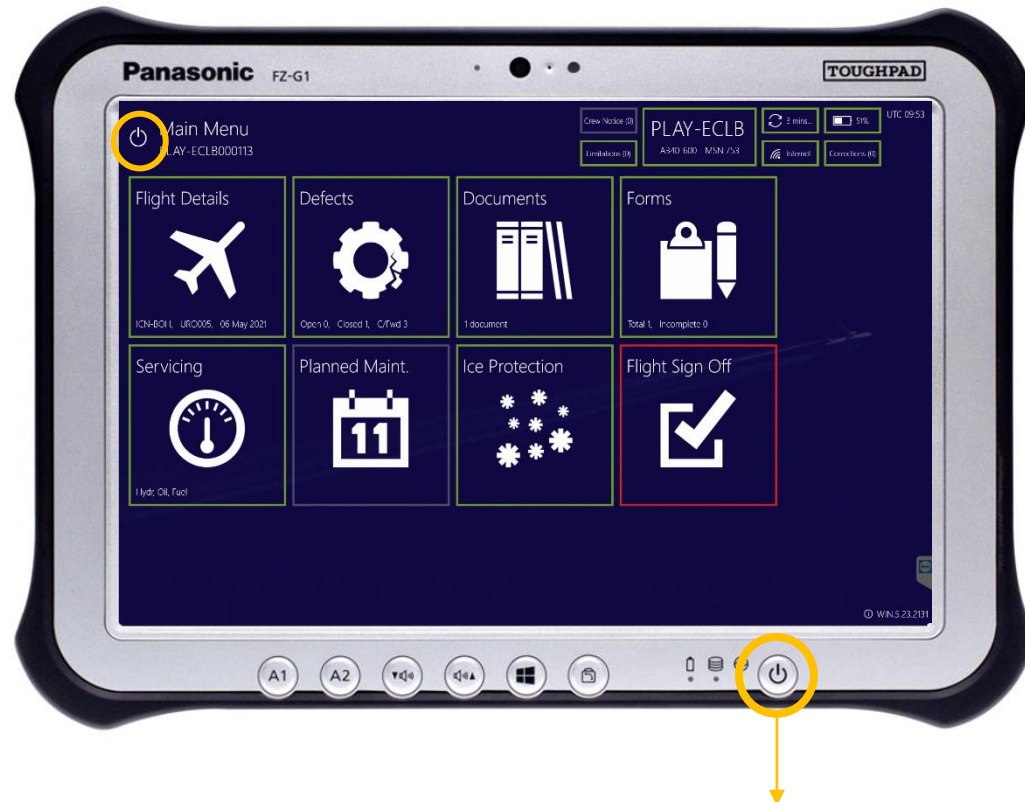 Panasonic FZ-G1
TOUGHPAD
Main Menu
PLAY-ECLB000113
Crew Notice (0)
Limitations (0)
PLAY-ECLB
A340-600 MSN 753
3 mins...
51%
Internet
Corrections (0)
UTC 09:53
Flight Details
Defects
Documents
Forms
URO005, 06 May 2021
Open 0, Closed 1, C/Fwd 3
1 document
Total 1, Incomplete 0
Servicing
Planned Maint.
Ice Protection
Flight Sign Off
11
Hydr, Oil, Fuel
WIN.5.23.2131
A1
A2